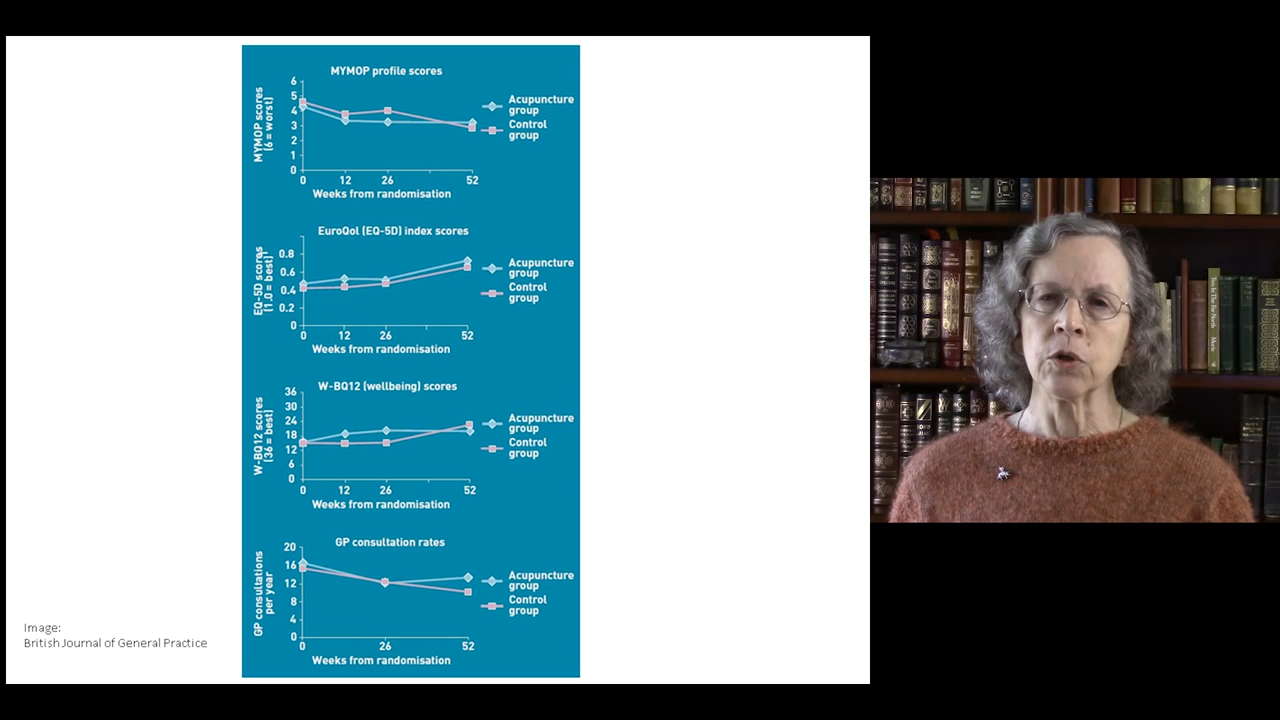 MYMOP profile scores
MYMOP scores
(6 = worst)
6
5
4
3
2
1
0
0 12 26 52
Weeks from randomisation
Acupuncture
group
Control
group
EuroQol (EQ-5D) index scores
EQ-5D scores
(1.0 = best)
0.8
0.6
0.4
0.2
0
0 12 26 52
Weeks from randomisation
Acupuncture
group
Control
group
W-BQ12 (wellbeing) scores
W-BQ12 scores
(36 = best)
36
30
24
18
12
6
0
0 12 26 52
Weeks from randomisation
Acupuncture
group
Control
group
GP consultation rates
GP consultations
per year
20
16
12
8
4
0
0 26 52
Weeks from randomisation
Acupuncture
group
Control
group
Image:
British Journal of General Practice